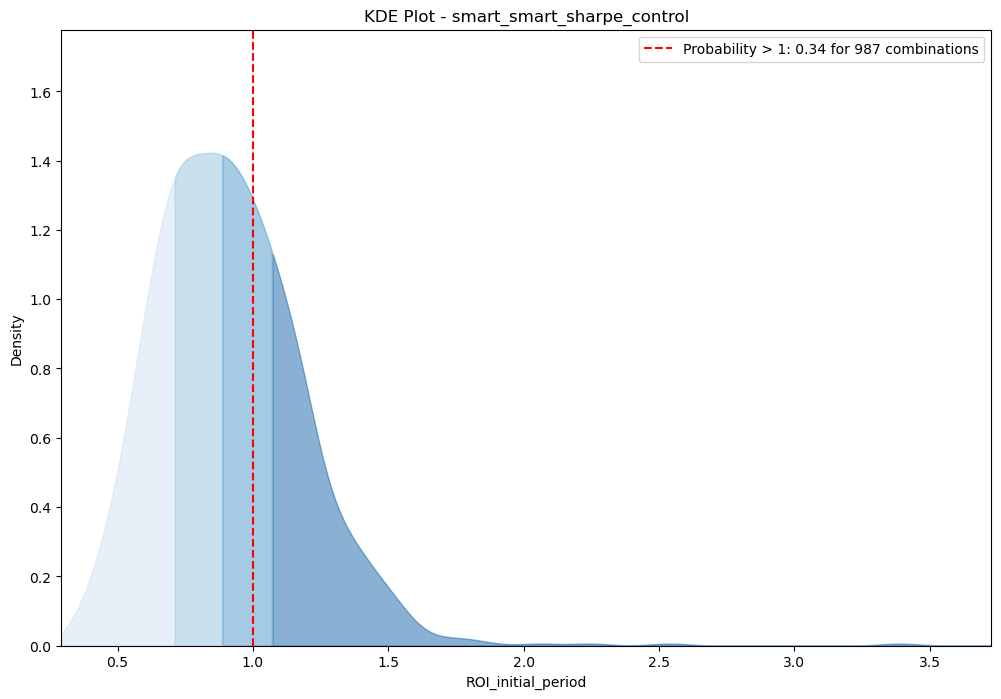 KDE Plot - smart_smart_sharpe_control
Probability > 1: 0.34 for 987 combinations
1.6
1.4
1.2
1.0
0.8
0.6
0.4
0.2
0.0
Density
0.5 1.0 1.5 2.0 2.5 3.0 3.5
ROI_initial_period